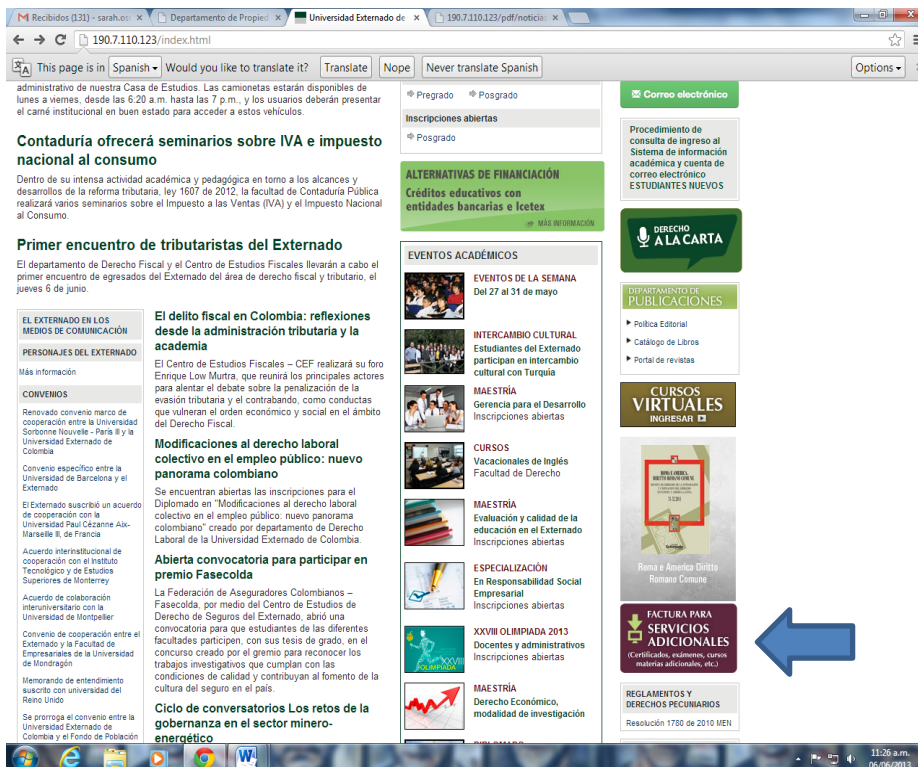 Recibidos (131) - sarah.os
Departamento de Propied
Universidad Externado de
190.7.110.123/pdf/noticia
190.7.110.123/index.html
This page is in Spanish Would you like to translate it? Translate Nope Never translate Spanish Options
administrativo de nuestra Casa de Estudios. Las camionetas estarán disponibles de
lunes a viernes, desde las 6:20 a.m. hasta las 7 p.m., y los usuarios deberán presentar
el carné institucional en buen estado para acceder a estos vehículos.
Contaduría ofrecerá seminarios sobre IVA e impuesto
nacional al consumo
Dentro de su intensa actividad académica y pedagógica en torno a los alcances y
desarrollos de la reforma tributaria, ley 1607 de 2012, la facultad de Contaduría Pública
realizará varios seminarios sobre el Impuesto a las Ventas (IVA) y el Impuesto Nacional
al Consumo.
Primer encuentro de tributaristas del Externado
El departamento de Derecho Fiscal y el Centro de Estudios Fiscales llevarán a cabo el
primer encuentro de egresados del Externado del área de derecho fiscal y tributario, el
jueves 6 de junio.
EL EXTERNADO EN LOS
MEDIOS DE COMUNICACIÓN
PERSONAJES DEL EXTERNADO
Más información
CONVENIOS
Renovado convenio marco de
cooperación entre la Universidad
Sorbonne Nouvelle - París III y la
Universidad Externado de
Colombia
Convenio específico entre la
Universidad de Barcelona y el
Externado
El Externado suscribió un acuerdo
de cooperación con la
Universidad Paul Cézanne Aix-
Marseille III, de Francia
Acuerdo interinstitucional de
cooperación con el Instituto
Tecnológico y de Estudios
Superiores de Monterrey
Acuerdo de colaboración
interuniversitario con la
Universidad de Montpellier
Convenio de cooperación entre el
Externado y la Facultad de
Empresariales de la Universidad
de Mondragón
Memorando de entendimiento
suscrito con universidad del
Reino Unido
Se prorroga el convenio entre la
Universidad Externado de
Colombia y el Fondo de Población
El delito fiscal en Colombia: reflexiones
desde la administración tributaria y la
academia
El Centro de Estudios Fiscales – CEF realizará su foro
Enrique Low Murtra, que reunirá los principales actores
para alentar el debate sobre la penalización de la
evasión tributaria y el contrabando, como conductas
que vulneran el orden económico y social en el ámbito
del Derecho Fiscal.
Modificaciones al derecho laboral
colectivo en el empleo público: nuevo
panorama colombiano
Se encuentran abiertas las inscripciones para el
Diplomado en "Modificaciones al derecho laboral
colectivo en el empleo público: nuevo panorama
colombiano" creado por departamento de Derecho
Laboral de la Universidad Externado de Colombia.
Abierta convocatoria para participar en
premio Fasecolda
La Federación de Aseguradores Colombianos –
Fasecolda, por medio del Centro de Estudios de
Derecho de Seguros del Externado, abrió una
convocatoria para que estudiantes de las diferentes
facultades participen, con sus tesis de grado, en el
concurso creado por el gremio para reconocer los
trabajos investigativos que cumplan con las
condiciones de calidad y contribuyan al fomento de la
cultura del seguro en el país.
Ciclo de conversatorios Los retos de la
gobernanza en el sector minero-
energético
Pregrado Posgrado
Inscripciones abiertas
Posgrado
ALTERNATIVAS DE FINANCIACIÓN
Créditos educativos con
entidades bancarias e Icetex
MÁS INFORMACIÓN
EVENTOS ACADÉMICOS
EVENTOS DE LA SEMANA
Del 27 al 31 de mayo
INTERCAMBIO CULTURAL
Estudiantes del Externado
participan en intercambio
cultural con Turquía
MAESTRÍA
Gerencia para el Desarrollo
Inscripciones abiertas
CURSOS
Vacacionales de Inglés
Facultad de Derecho
MAESTRÍA
Evaluación y calidad de la
educación en el Externado
Inscripciones abiertas
ESPECIALIZACIÓN
En Responsabilidad Social
Empresarial
Inscripciones abiertas
XXVIII
OLIMPIADA
XXVIII OLIMPIADA 2013
Docentes y administrativos
Inscripciones abiertas
MAESTRÍA
Derecho Económico,
modalidad de investigación
Correo electrónico
Procedimiento de
consulta de ingreso al
Sistema de información
académica y cuenta de
correo electrónico
ESTUDIANTES NUEVOS
DERECHO
A LA CARTA
DEPARTAMENTO DE
PUBLICACIONES
Política Editorial
Catálogo de Libros
Portal de revistas
CURSOS
VIRTUALES
INGRESAR
ROMA E AMERICA.
DIRITTO ROMANO COMUNE
Roma e America Diritto
Romano Comune
FACTURA PARA
SERVICIOS
ADICIONALES
(Certificados, exámenes, cursos
materias adicionales, etc.)
REGLAMENTOS Y
DERECHOS PECUNIARIOS
Resolución 1780 de 2010 MEN
11:26 a.m.
06/06/2013